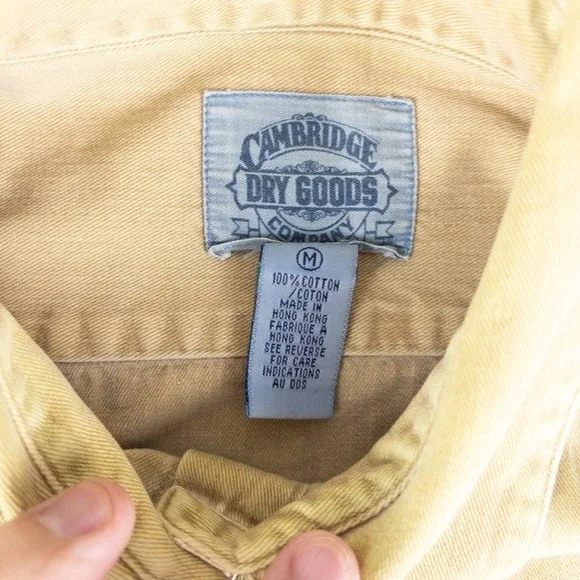 CAMBRIDGE
DRY GOODS
COMPANY
M
100% COTTON
/COTON
MADE IN
HONG KONG
FABRIQUE A
HONG KONG
SEE REVERSE
FOR CARE
INDICATIONS
AU DOS